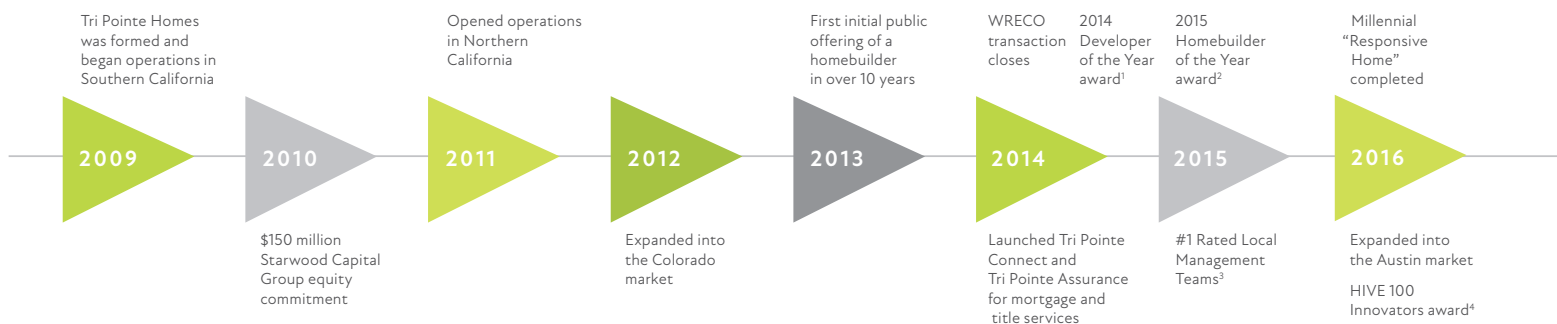 Tri Pointe Homes
was formed and
began operations in
Southern California
Opened operations
in Northern
California
First initial public
offering of a
homebuilder
in over 10 years
WRECO
transaction
closes
2014
Developer
of the Year
award¹
2015
Homebuilder
of the Year
award²
Millennial
“Responsive
Home”
completed
2009
2010
2011
2012
2013
2014
2015
2016
$150 million
Starwood Capital
Group equity
commitment
Expanded into
the Colorado
market
Launched Tri Pointe
Connect and
Tri Pointe Assurance
for mortgage and
title services
#1 Rated Local
Management
Teams³
Expanded into
the Austin market
HIVE 100
Innovators award⁴